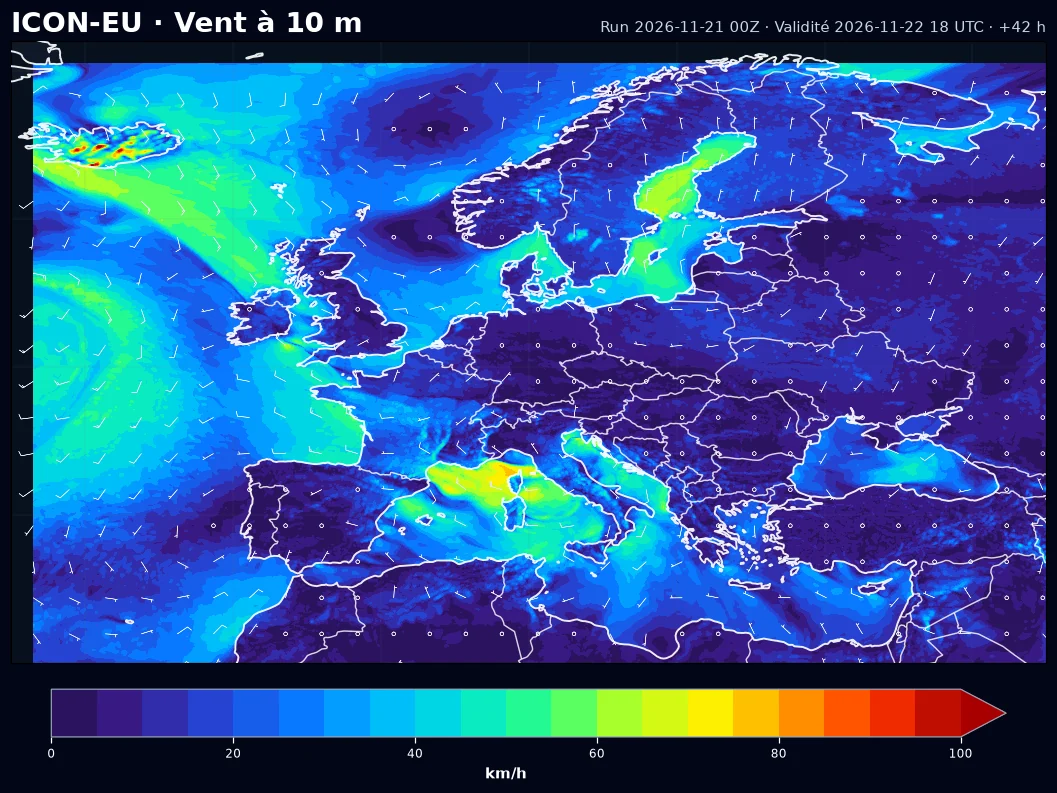 ICON-EU · Vent à 10 m
Run 2026-11-21 00Z · Validité 2026-11-22 18 UTC · +42 h
0 20 40 60 80 100
km/h